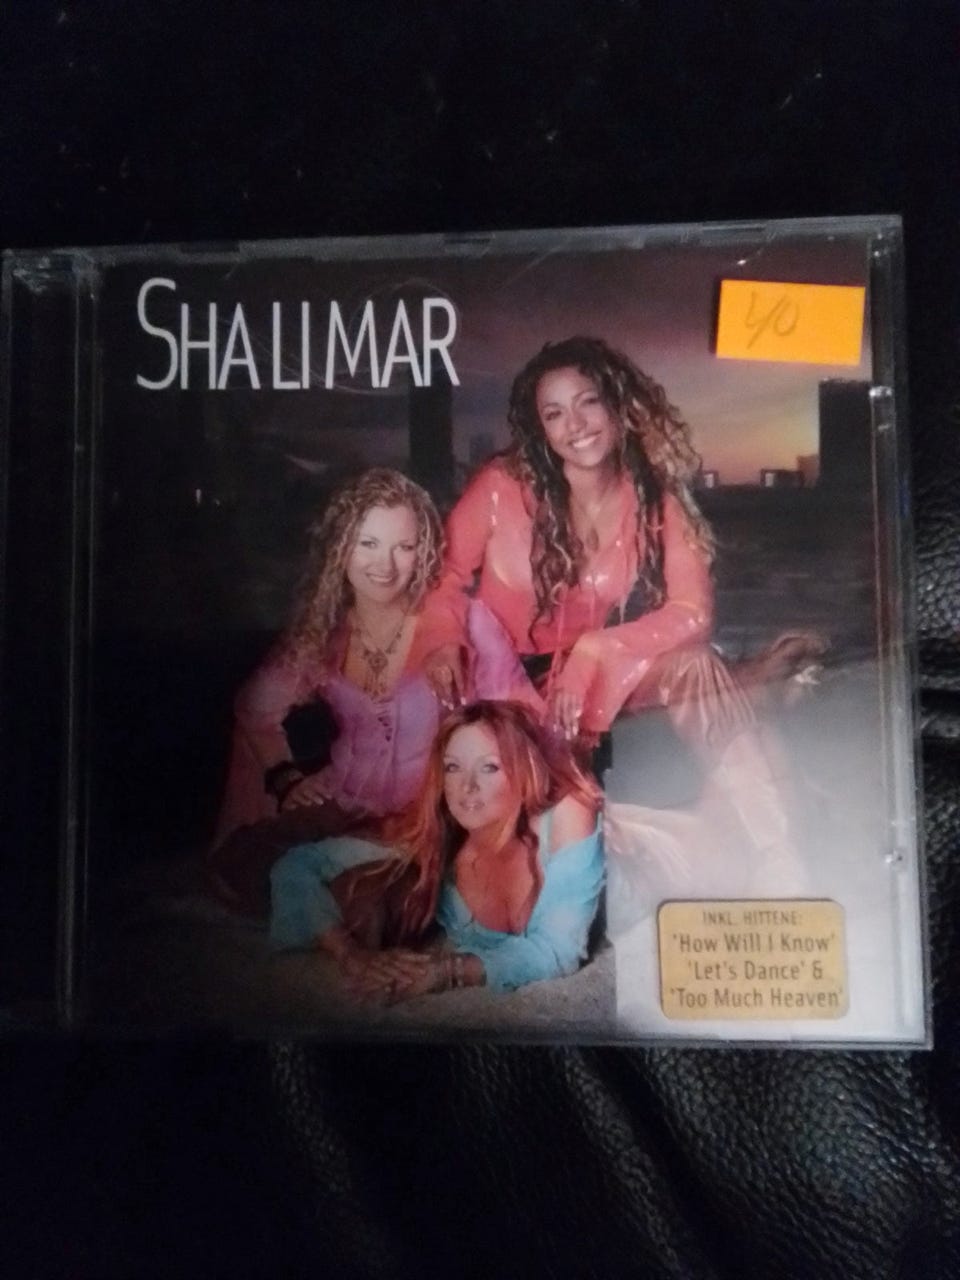 SHALIMAR
40
INKL. HITTENE:
'How Will I Know'
'Let's Dance' &
'Too Much Heaven'